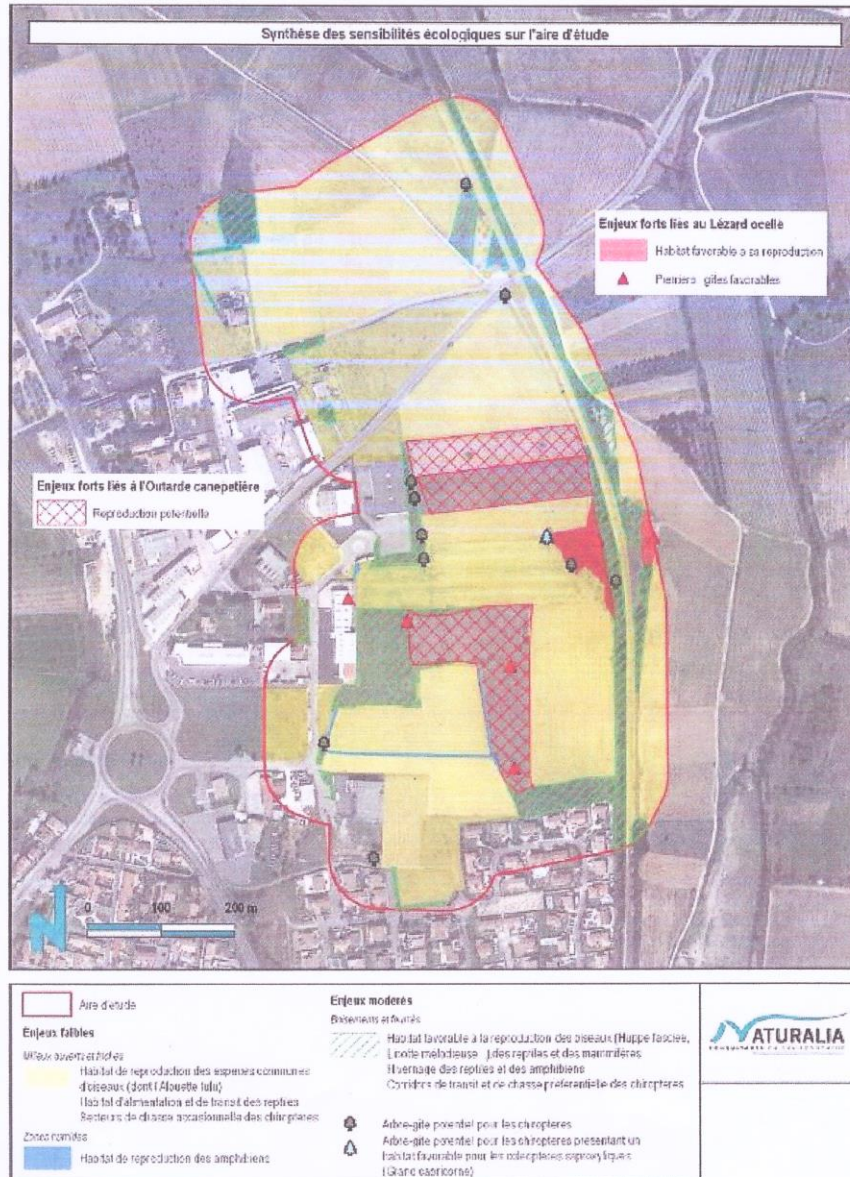 Synthèse des sensibilités écologiques sur l'aire d'étude
Enjeux forts liés au Lézard ocellé
Habitat favorable à sa reproduction
Pierriers : gîtes favorables
Enjeux forts liés à l'Outarde canepetière
Reproduction potentielle
N
0 100 200 m
Aire d'étude
Enjeux faibles
Milieux ouverts et friches
Habitat de reproduction des espèces communes
d'oiseaux (dont l'Alouette lulu)
Habitat d'alimentation et de transit des reptiles
Secteurs de chasse occasionnelle des chiroptères
Zones humides
Habitat de reproduction des amphibiens
Enjeux modérés
Boisements et
Habitat favorable à la reproduction des oiseaux (Huppe fasciée,
Linotte mélodieuse...), des reptiles et des mammifères
Hivernage des reptiles et des amphibiens
Corridors de transit et de chasse préférentielle des chiroptères
Arbre-gîte potentiel pour les chiroptères
Arbre-gîte potentiel pour les chiroptères présentant un
habitat favorable pour les coléoptères saproxyliques
(Grand capricorne)
NATURALIA